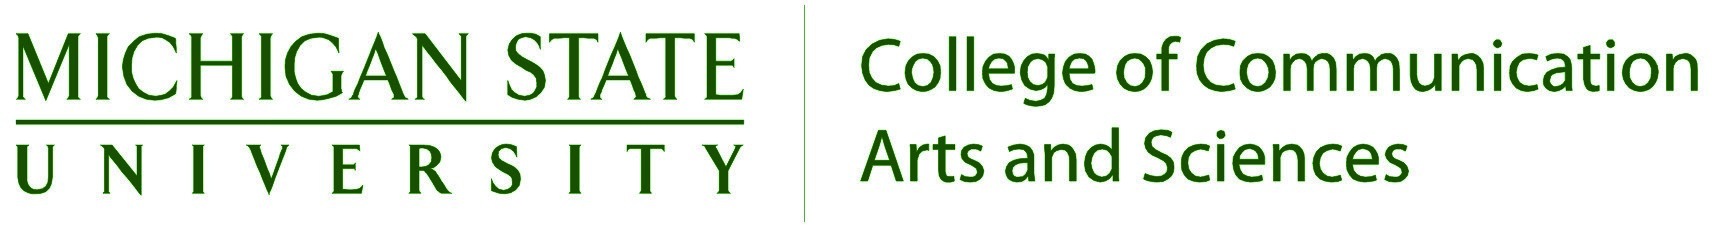 MICHIGAN STATE
UNIVERSITY
College of Communication
Arts and Sciences